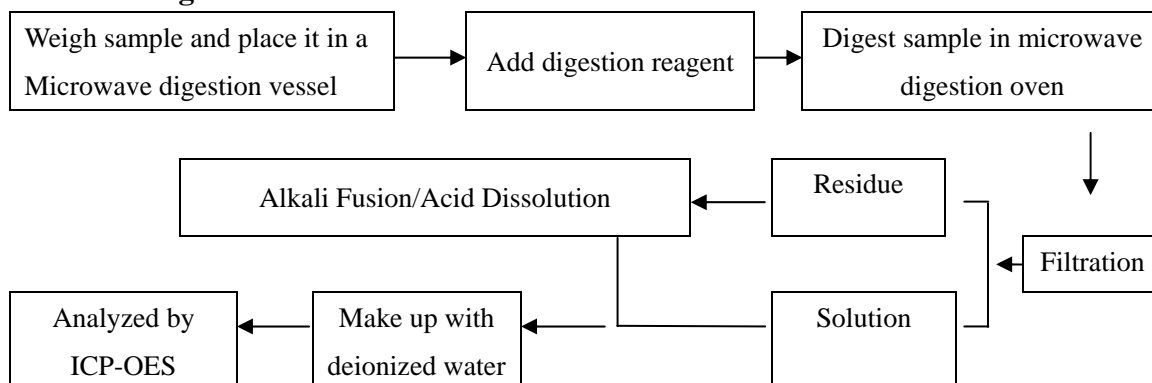 Weigh sample and place it in a
Microwave digestion vessel
Add digestion reagent
Digest sample in microwave
digestion oven
Filtration
Residue
Alkali Fusion/Acid Dissolution
Solution
Make up with
deionized water
Analyzed by
ICP-OES